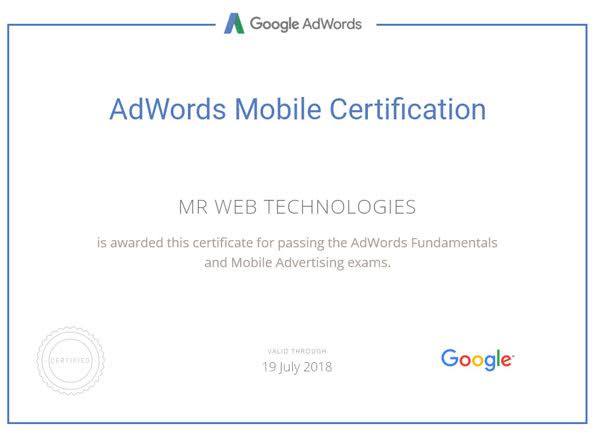 Google AdWords
AdWords Mobile Certification
MR WEB TECHNOLOGIES
is awarded this certificate for passing the AdWords Fundamentals
and Mobile Advertising exams.
CERTIFIED
VALID THROUGH
19 July 2018
Google